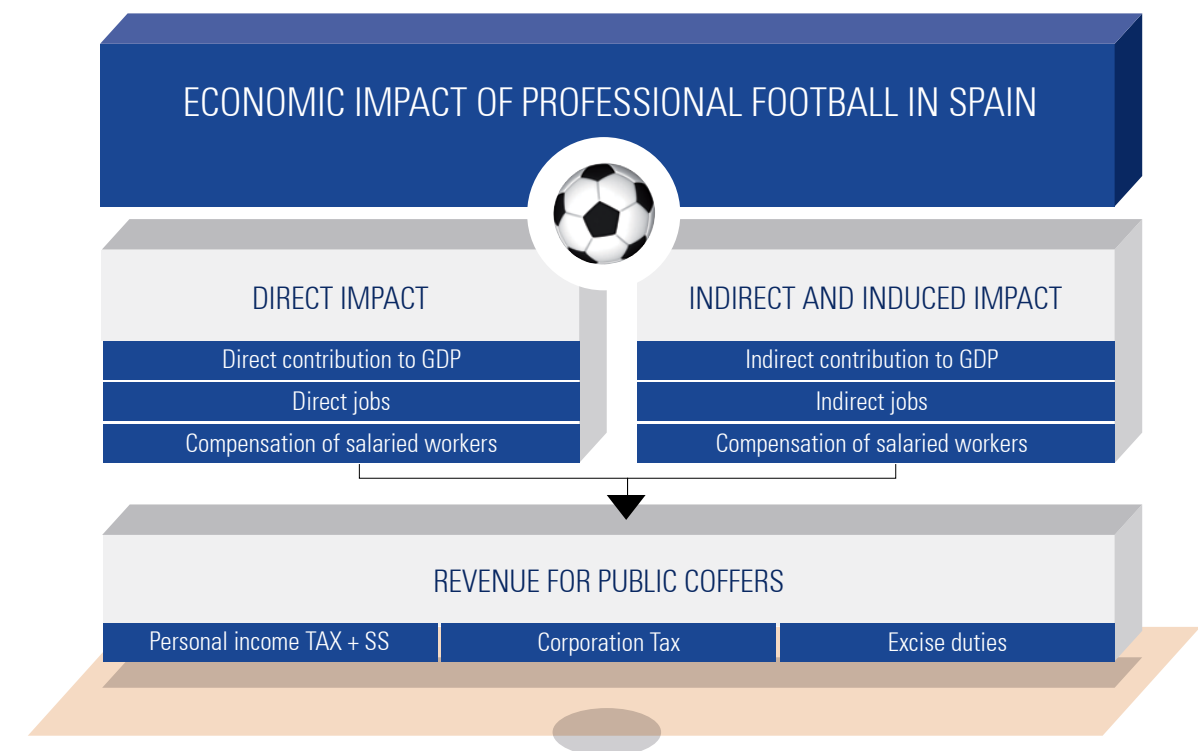 ECONOMIC IMPACT OF PROFESSIONAL FOOTBALL IN SPAIN
DIRECT IMPACT
Direct contribution to GDP
Direct jobs
Compensation of salaried workers
INDIRECT AND INDUCED IMPACT
Indirect contribution to GDP
Indirect jobs
Compensation of salaried workers
REVENUE FOR PUBLIC COFFERS
Personal income TAX + SS
Corporation Tax
Excise duties